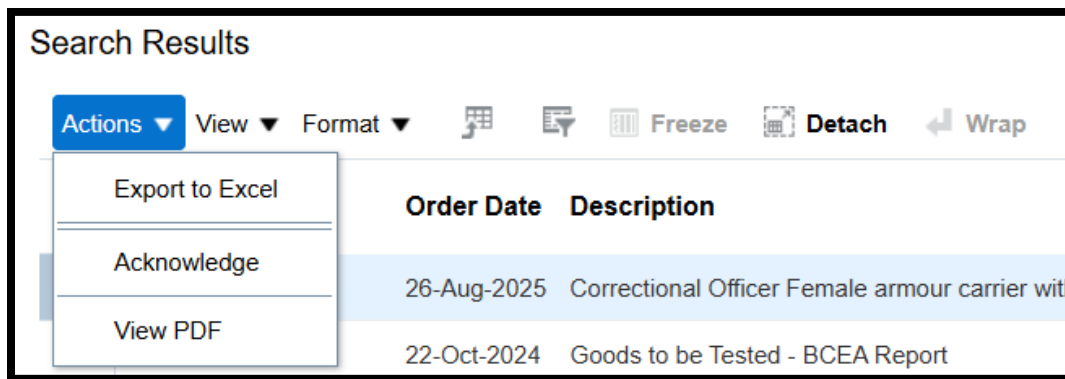 Search Results
Actions View Format Freeze Detach Wrap
Export to Excel
Order Date Description
Acknowledge
26-Aug-2025 Correctional Officer Female armour carrier wit
View PDF
22-Oct-2024 Goods to be Tested - BCEA Report